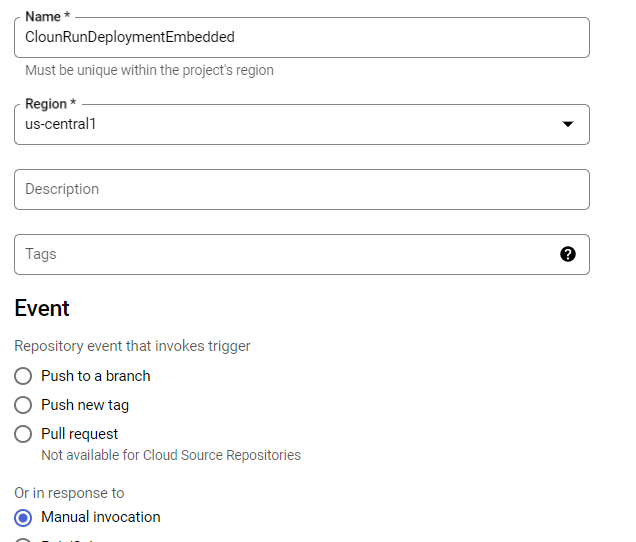 Name *
ClounRunDeploymentEmbedded
Must be unique within the project's region
Region *
us-central1
Description
Tags
Event
Repository event that invokes trigger
Push to a branch
Push new tag
Pull request
Not available for Cloud Source Repositories
Or in response to
Manual invocation